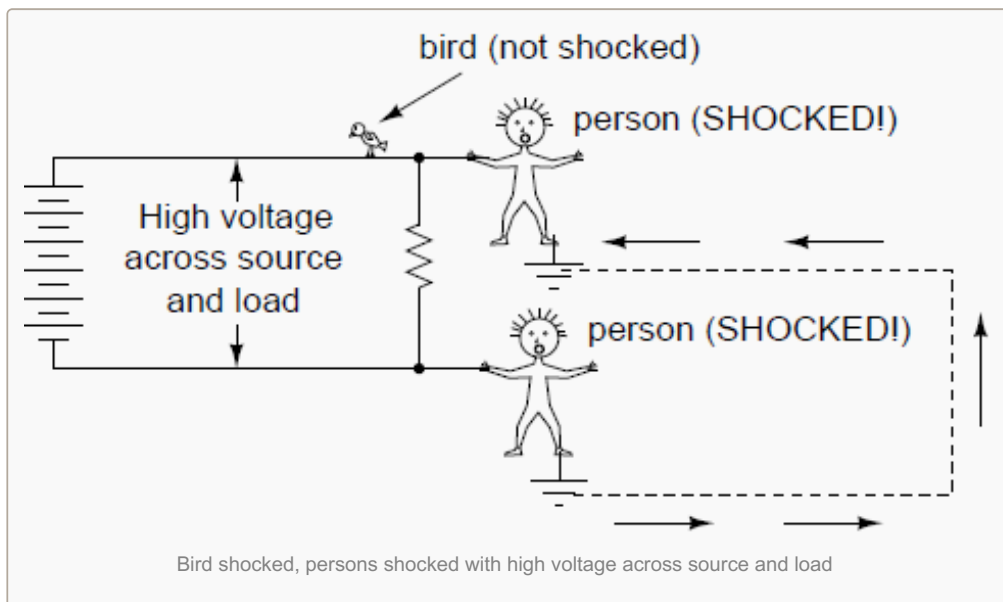 bird (not shocked)
person (SHOCKED!)
High voltage
across source
and load
person (SHOCKED!)
Bird shocked, persons shocked with high voltage across source and load